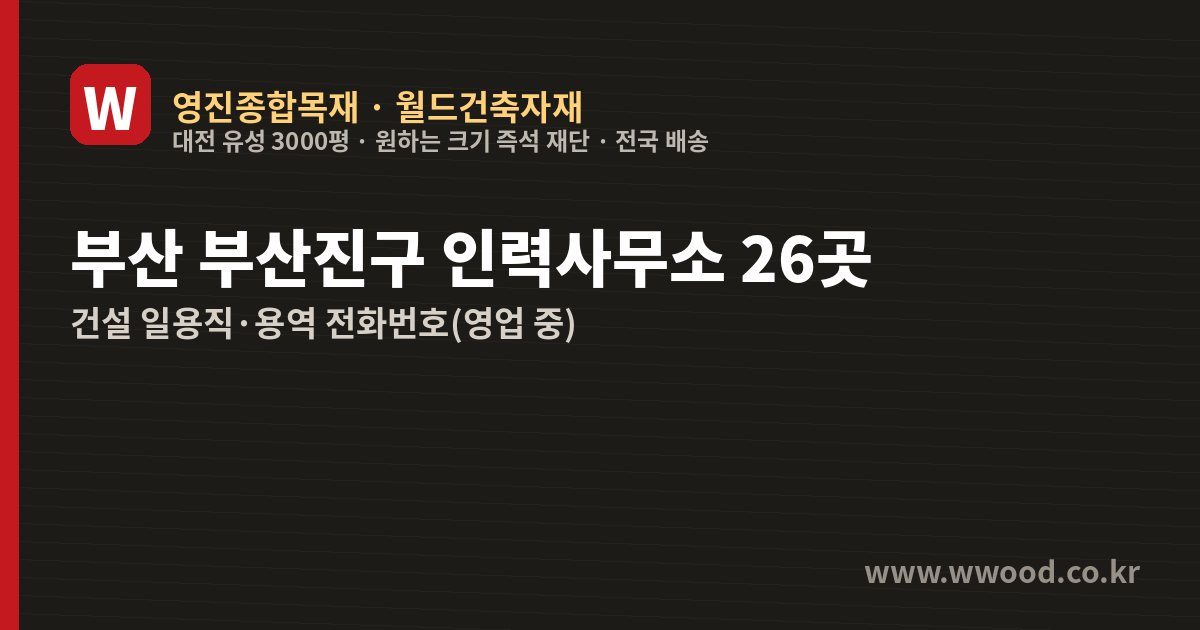 W
영진종합목재 · 월드건축자재
대전 유성 3000평 · 원하는 크기 즉석 재단 · 전국 배송
부산 부산진구 인력사무소 26곳
건설 일용직·용역 전화번호(영업 중)
www.wwood.co.kr